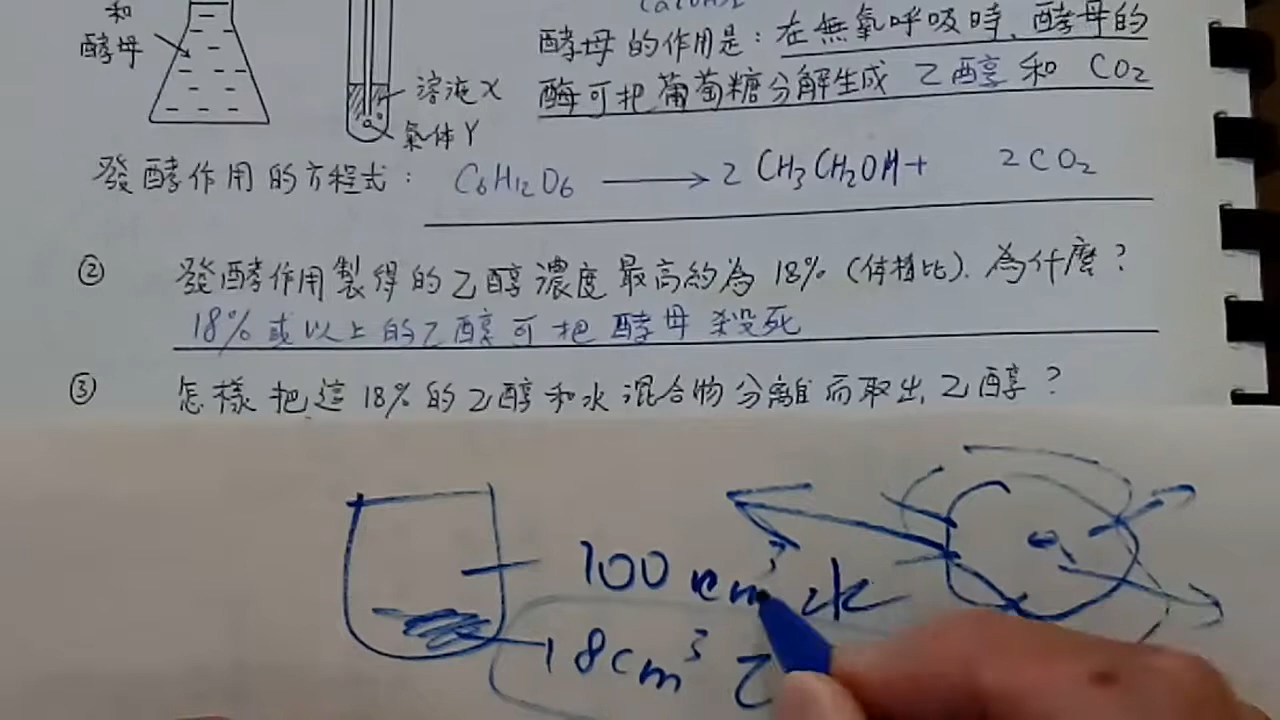 和
酵母
溶液X
氣体Y
酵母的作用是：在無氧呼吸時、酵母的
酶可把葡萄糖分解生成 乙醇和 CO2
發酵作用的方程式： C6H12O6 ⟶ 2 CH3CH2OH + 2CO2
② 發酵作用製得的乙醇濃度最高約為 18% (体積比). 為什麼？
18%或以上的乙醇可把酵母殺死
③ 怎樣把這18%的乙醇和水混合物分離而取出乙醇？
100 cm³ 水
18cm³ 乙